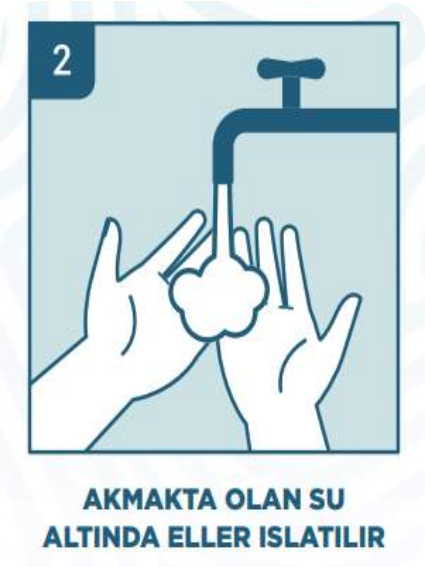 2
AKMAKTA OLAN SU
ALTINDA ELLER ISLATILIR